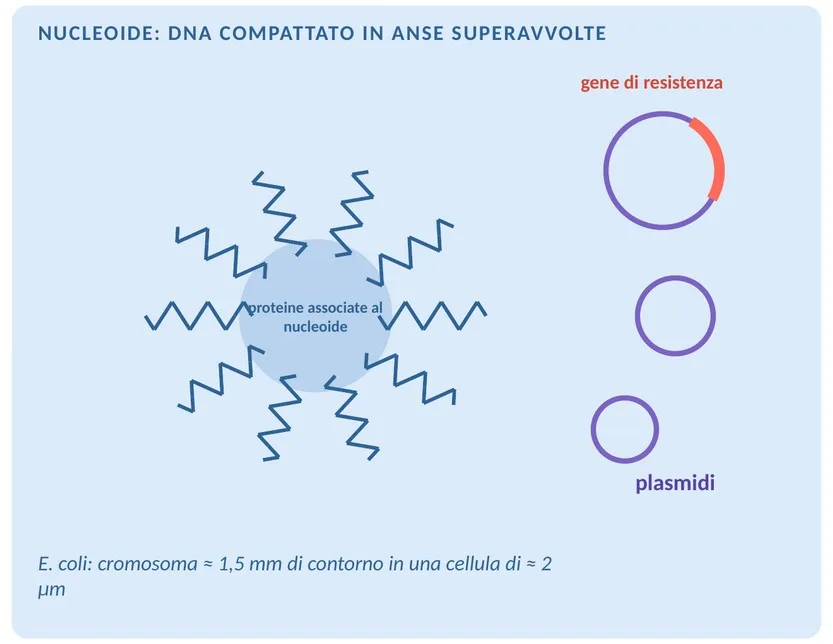 NUCLEOIDE: DNA COMPATTATO IN ANSE SUPERAVVOLTE
gene di resistenza
proteine associate al
nucleoide
plasmidi
E. coli: cromosoma ≈ 1,5 mm di contorno in una cellula di ≈ 2
µm